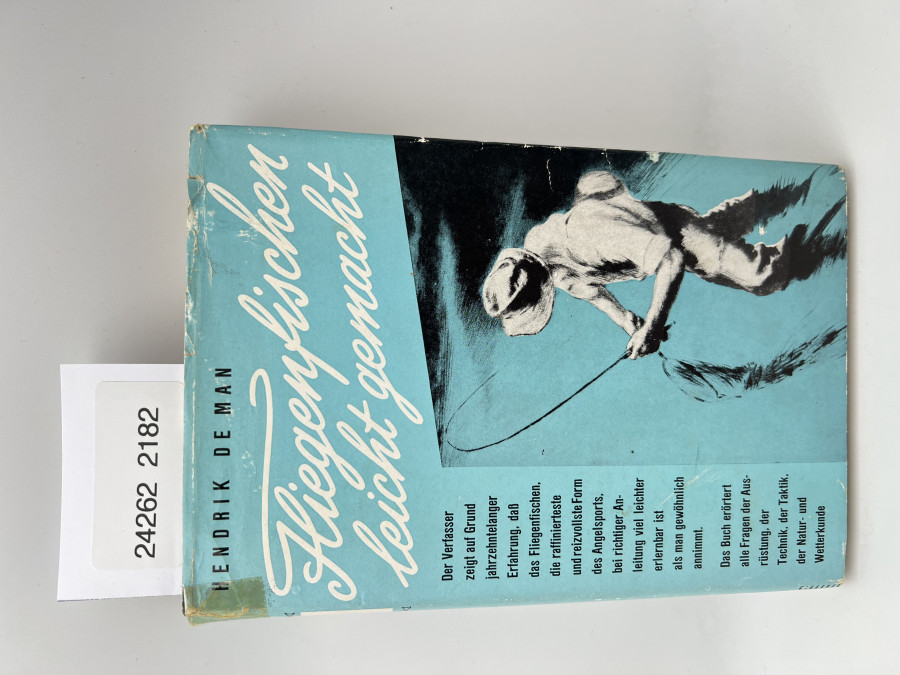 24262 2182
HENDRIK DE MAN
Fliegenfischen
leicht gemacht
Der Verfasser
zeigt auf Grund
jahrzehntelanger
Erfahrung, daß
das Fliegenfischen,
die raffinierteste
und reizvollste Form
des Angelsports,
bei richtiger An-
leitung viel leichter
erlernbar ist
als man gewöhnlich
annimmt.
Das Buch erörtert
alle Fragen der Aus-
rüstung, der
Technik, der Taktik,
der Natur- und
Wetterkunde